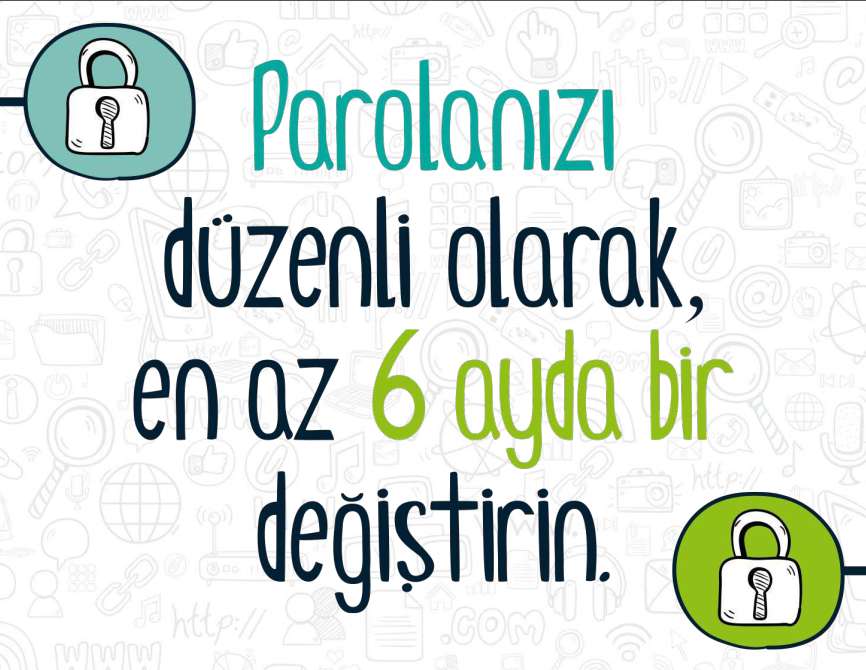 Parolanızı
düzenli olarak,
en az 6 ayda bir
değiştirin.